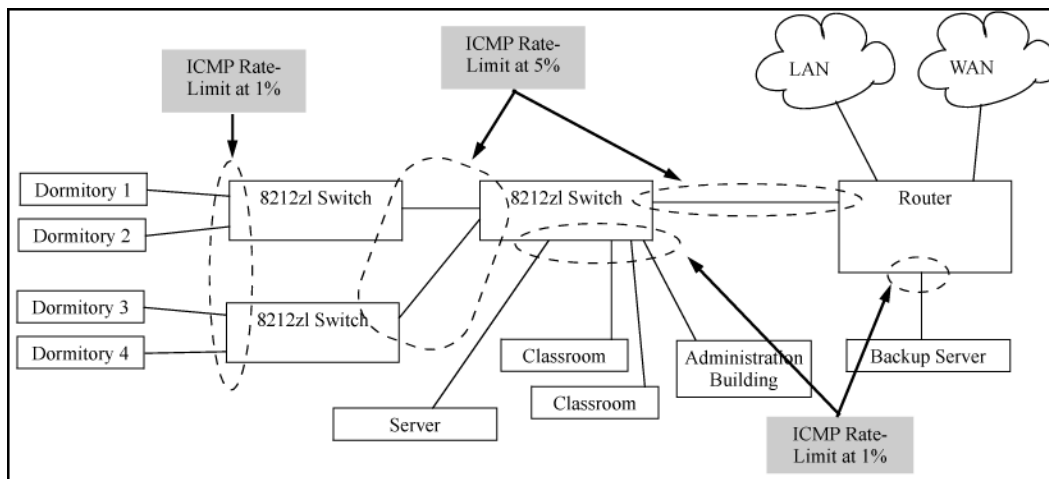 ICMP Rate-
Limit at 1%
ICMP Rate-
Limit at 5%
LAN
WAN
Dormitory 1
Dormitory 2
8212zl Switch
8212zl Switch
Router
Dormitory 3
Dormitory 4
8212zl Switch
Classroom
Classroom
Server
Administration
Building
Backup Server
ICMP Rate-
Limit at 1%